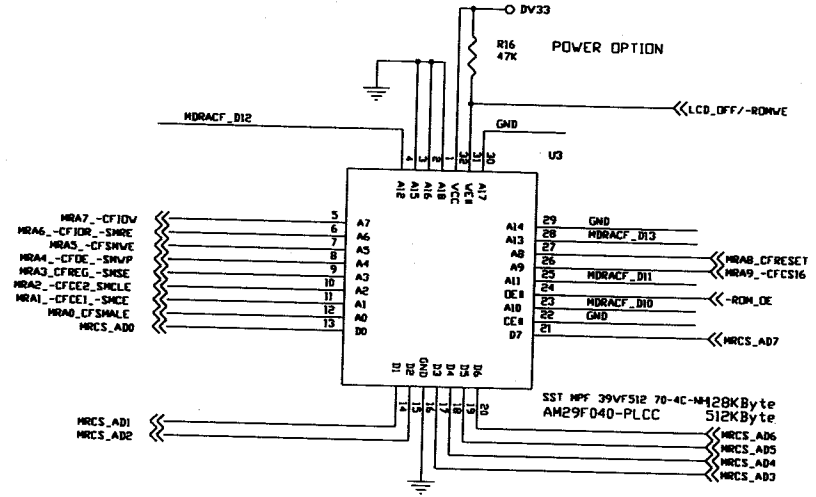 DV33
R16
47K
POWER OPTION
LCD_OFF/-ROMWE
MDRACF_D12
GND
U3
4 3 2 1 32 31 30
A12 A15 A16 A18 VCC WE# A17
MRA7_-CFIOW 5 A7
MRA6_-CFIOR_-SMRE 6 A6
MRA5_-CFSMWE 7 A5
MRA4_-CFOE_-SMWP 8 A4
MRA3_CFREG_-SMSE 9 A3
MRA2_-CFCE2_SMCLE 10 A2
MRA1_-CFCE1_-SMCE 11 A1
MRA0_CFSMALE 12 A0
MRCS_AD0 13 D0
A14 29 GND
A13 28 MDRACF_D13
A8 27 MRA8_CFRESET
A9 26 MRA9_-CFCS16
A11 25 MDRACF_D11
OE# 24 -ROM_OE
A10 23 MDRACF_D10
CE# 22 GND
D7 21 MRCS_AD7
D1 D2 GND D3 D4 D5 D6
14 15 16 17 18 19 20
SST MPF 39VF512 70-4C-NH 128KByte
AM29F040-PLCC 512KByte
MRCS_AD1
MRCS_AD2
MRCS_AD6
MRCS_AD5
MRCS_AD4
MRCS_AD3